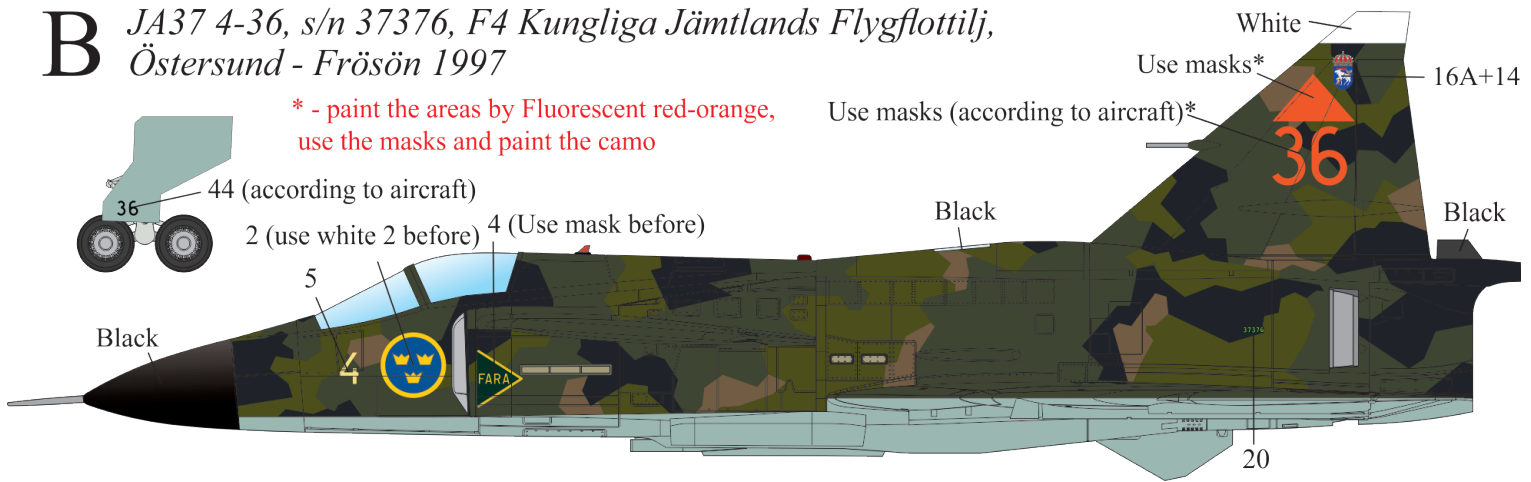 B
JA37 4-36, s/n 37376, F4 Kungliga Jämtlands Flygflottilj,
Östersund - Frösön 1997
White
Use masks*
16A+14
* - paint the areas by Fluorescent red-orange,
use the masks and paint the camo
Use masks (according to aircraft)*
36
44 (according to aircraft)
36
2 (use white 2 before)
4 (Use mask before)
Black
Black
5
Black
4
FARA
37376
20